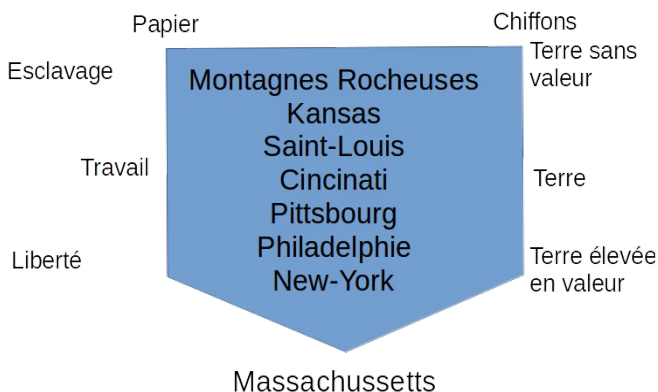 Papier
Chiffons
Esclavage
Terre sans
valeur
Montagnes Rocheuses
Kansas
Saint-Louis
Travail
Cincinati
Terre
Pittsbourg
Philadelphie
Liberté
Terre élevée
en valeur
New-York
Massachussetts